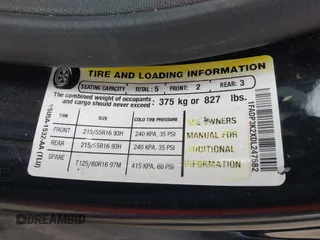 TIRE AND LOADING INFORMATION
SEATING CAPACITY TOTAL : 5 FRONT : 2 REAR : 3
The combined weight of occupants and cargo should never exceed : 375 kg or 827 lbs.
TIRE SIZE COLD TIRE PRESSURE
FRONT 215/55R16 93H 240 KPA, 35 PSI
REAR 215/55R16 93H 240 KPA, 35 PSI
SPARE T125/80R16 97M 415 KPA, 60 PSI
SEE OWNERS
MANUAL FOR
ADDITIONAL
INFORMATION
DREAMBID